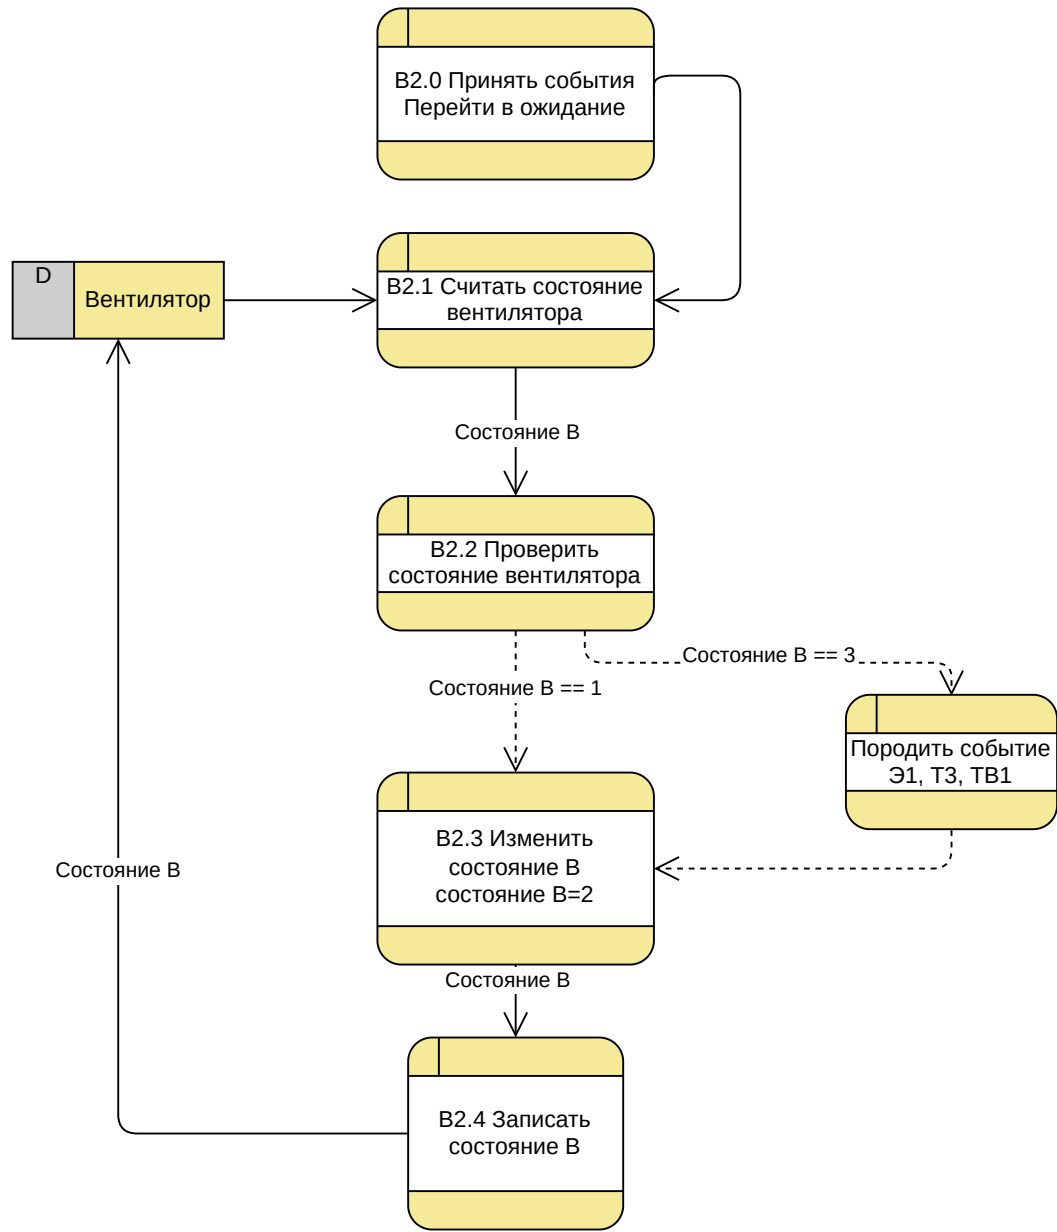 В2.0 Принять события
Перейти в ожидание
D
Вентилятор
В2.1 Считать состояние
вентилятора
Состояние В
В2.2 Проверить
состояние вентилятора
Состояние В == 3
Состояние В == 1
Породить событие
Э1, Т3, ТВ1
В2.3 Изменить
состояние В
состояние В=2
Состояние В
Состояние В
В2.4 Записать
состояние В